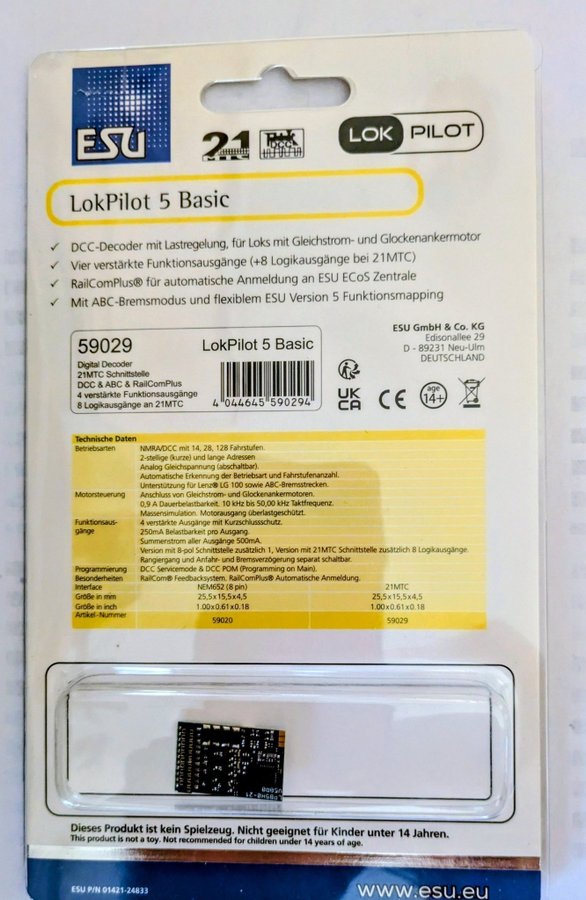 ESU
21
MTC
DCC
LOK PILOT
LokPilot 5 Basic
✓ DCC-Decoder mit Lastregelung, für Loks mit Gleichstrom- und Glockenankermotor
✓ Vier verstärkte Funktionsausgänge (+8 Logikausgänge bei 21MTC)
✓ RailComPlus® für automatische Anmeldung an ESU ECoS Zentrale
✓ Mit ABC-Bremsmodus und flexiblem ESU Version 5 Funktionsmapping
59029 LokPilot 5 Basic
Digital Decoder
21MTC Schnittstelle
DCC & ABC & RailComPlus
4 verstärkte Funktionsausgänge
8 Logikausgänge an 21MTC
4 044645 590294
ESU GmbH & Co. KG
Edisonallee 29
D - 89231 Neu-Ulm
DEUTSCHLAND
UK
CA
CE
age
14+
Technische Daten
Betriebsarten NMRA/DCC mit 14, 28, 128 Fahrstufen.
2-stellige (kurze) und lange Adressen
Analog Gleichspannung (abschaltbar).
Automatische Erkennung der Betriebsart und Fahrstufenanzahl.
Unterstützung für Lenz® LG 100 sowie ABC-Bremsstrecken.
Motorsteuerung Anschluss von Gleichstrom- und Glockenankermotoren.
0,9 A Dauerbelastbarkeit. 10 kHz bis 50,00 kHz Taktfrequenz.
Massensimulation. Motorausgang überlastgeschützt.
Funktionsaus- 4 verstärkte Ausgänge mit Kurzschlussschutz.
gänge 250mA Belastbarkeit pro Ausgang.
Summenstrom aller Ausgänge 500mA.
Version mit 8-pol Schnittstelle zusätzlich 1, Version mit 21MTC Schnittstelle zusätzlich 8 Logikausgänge.
Rangiergang und Anfahr- und Bremsverzögerung separat schaltbar.
Programmierung DCC Servicemode & DCC POM (Programming on Main).
Besonderheiten RailCom® Feedbacksystem. RailComPlus® Automatische Anmeldung.
Interface NEM652 (8 pin) 21MTC
Größe in mm 25,5x15,5x4,5 25,5x15,5x4,5
Größe in inch 1.00x0.61x0.18 1.00x0.61x0.18
Artikel-Nummer 59020 59029
Dieses Produkt ist kein Spielzeug. Nicht geeignet für Kinder unter 14 Jahren.
This product is not a toy. Not recommended for children under 14 years of age.
ESU P/N 01421-24833
www.esu.eu